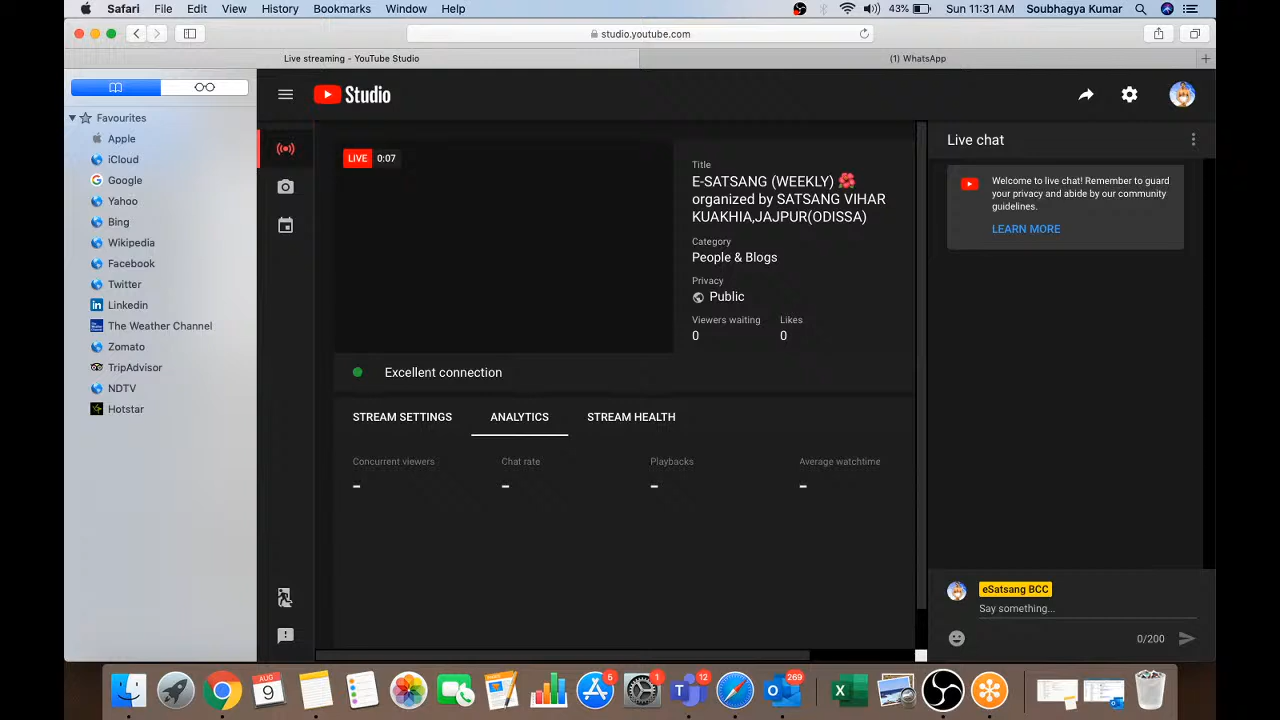 Safari File Edit View History Bookmarks Window Help 43% Sun 11:31 AM Soubhagya Kumar
studio.youtube.com
Live streaming - YouTube Studio (1) WhatsApp
Favourites
Apple
iCloud
Google
Yahoo
Bing
Wikipedia
Facebook
Twitter
Linkedin
The Weather Channel
Zomato
TripAdvisor
NDTV
Hotstar
Studio
LIVE 0:07
Title
E-SATSANG (WEEKLY) 🌺
organized by SATSANG VIHAR
KUAKHIA,JAJPUR(ODISSA)
Category
People & Blogs
Privacy
Public
Viewers waiting Likes
0 0
Excellent connection
STREAM SETTINGS ANALYTICS STREAM HEALTH
Concurrent viewers Chat rate Playbacks Average watchtime
– – – –
Live chat
Welcome to live chat! Remember to guard
your privacy and abide by our community
guidelines.
LEARN MORE
eSatsang BCC
Say something...
0/200
AUG
9
6 1 12 269